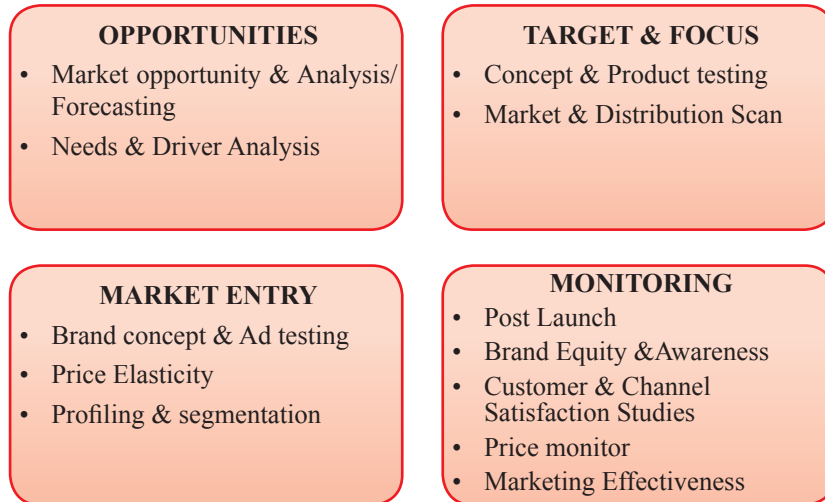 OPPORTUNITIES
• Market opportunity & Analysis/
Forecasting
• Needs & Driver Analysis
TARGET & FOCUS
• Concept & Product testing
• Market & Distribution Scan
MARKET ENTRY
• Brand concept & Ad testing
• Price Elasticity
• Profiling & segmentation
MONITORING
• Post Launch
• Brand Equity &Awareness
• Customer & Channel
Satisfaction Studies
• Price monitor
• Marketing Effectiveness